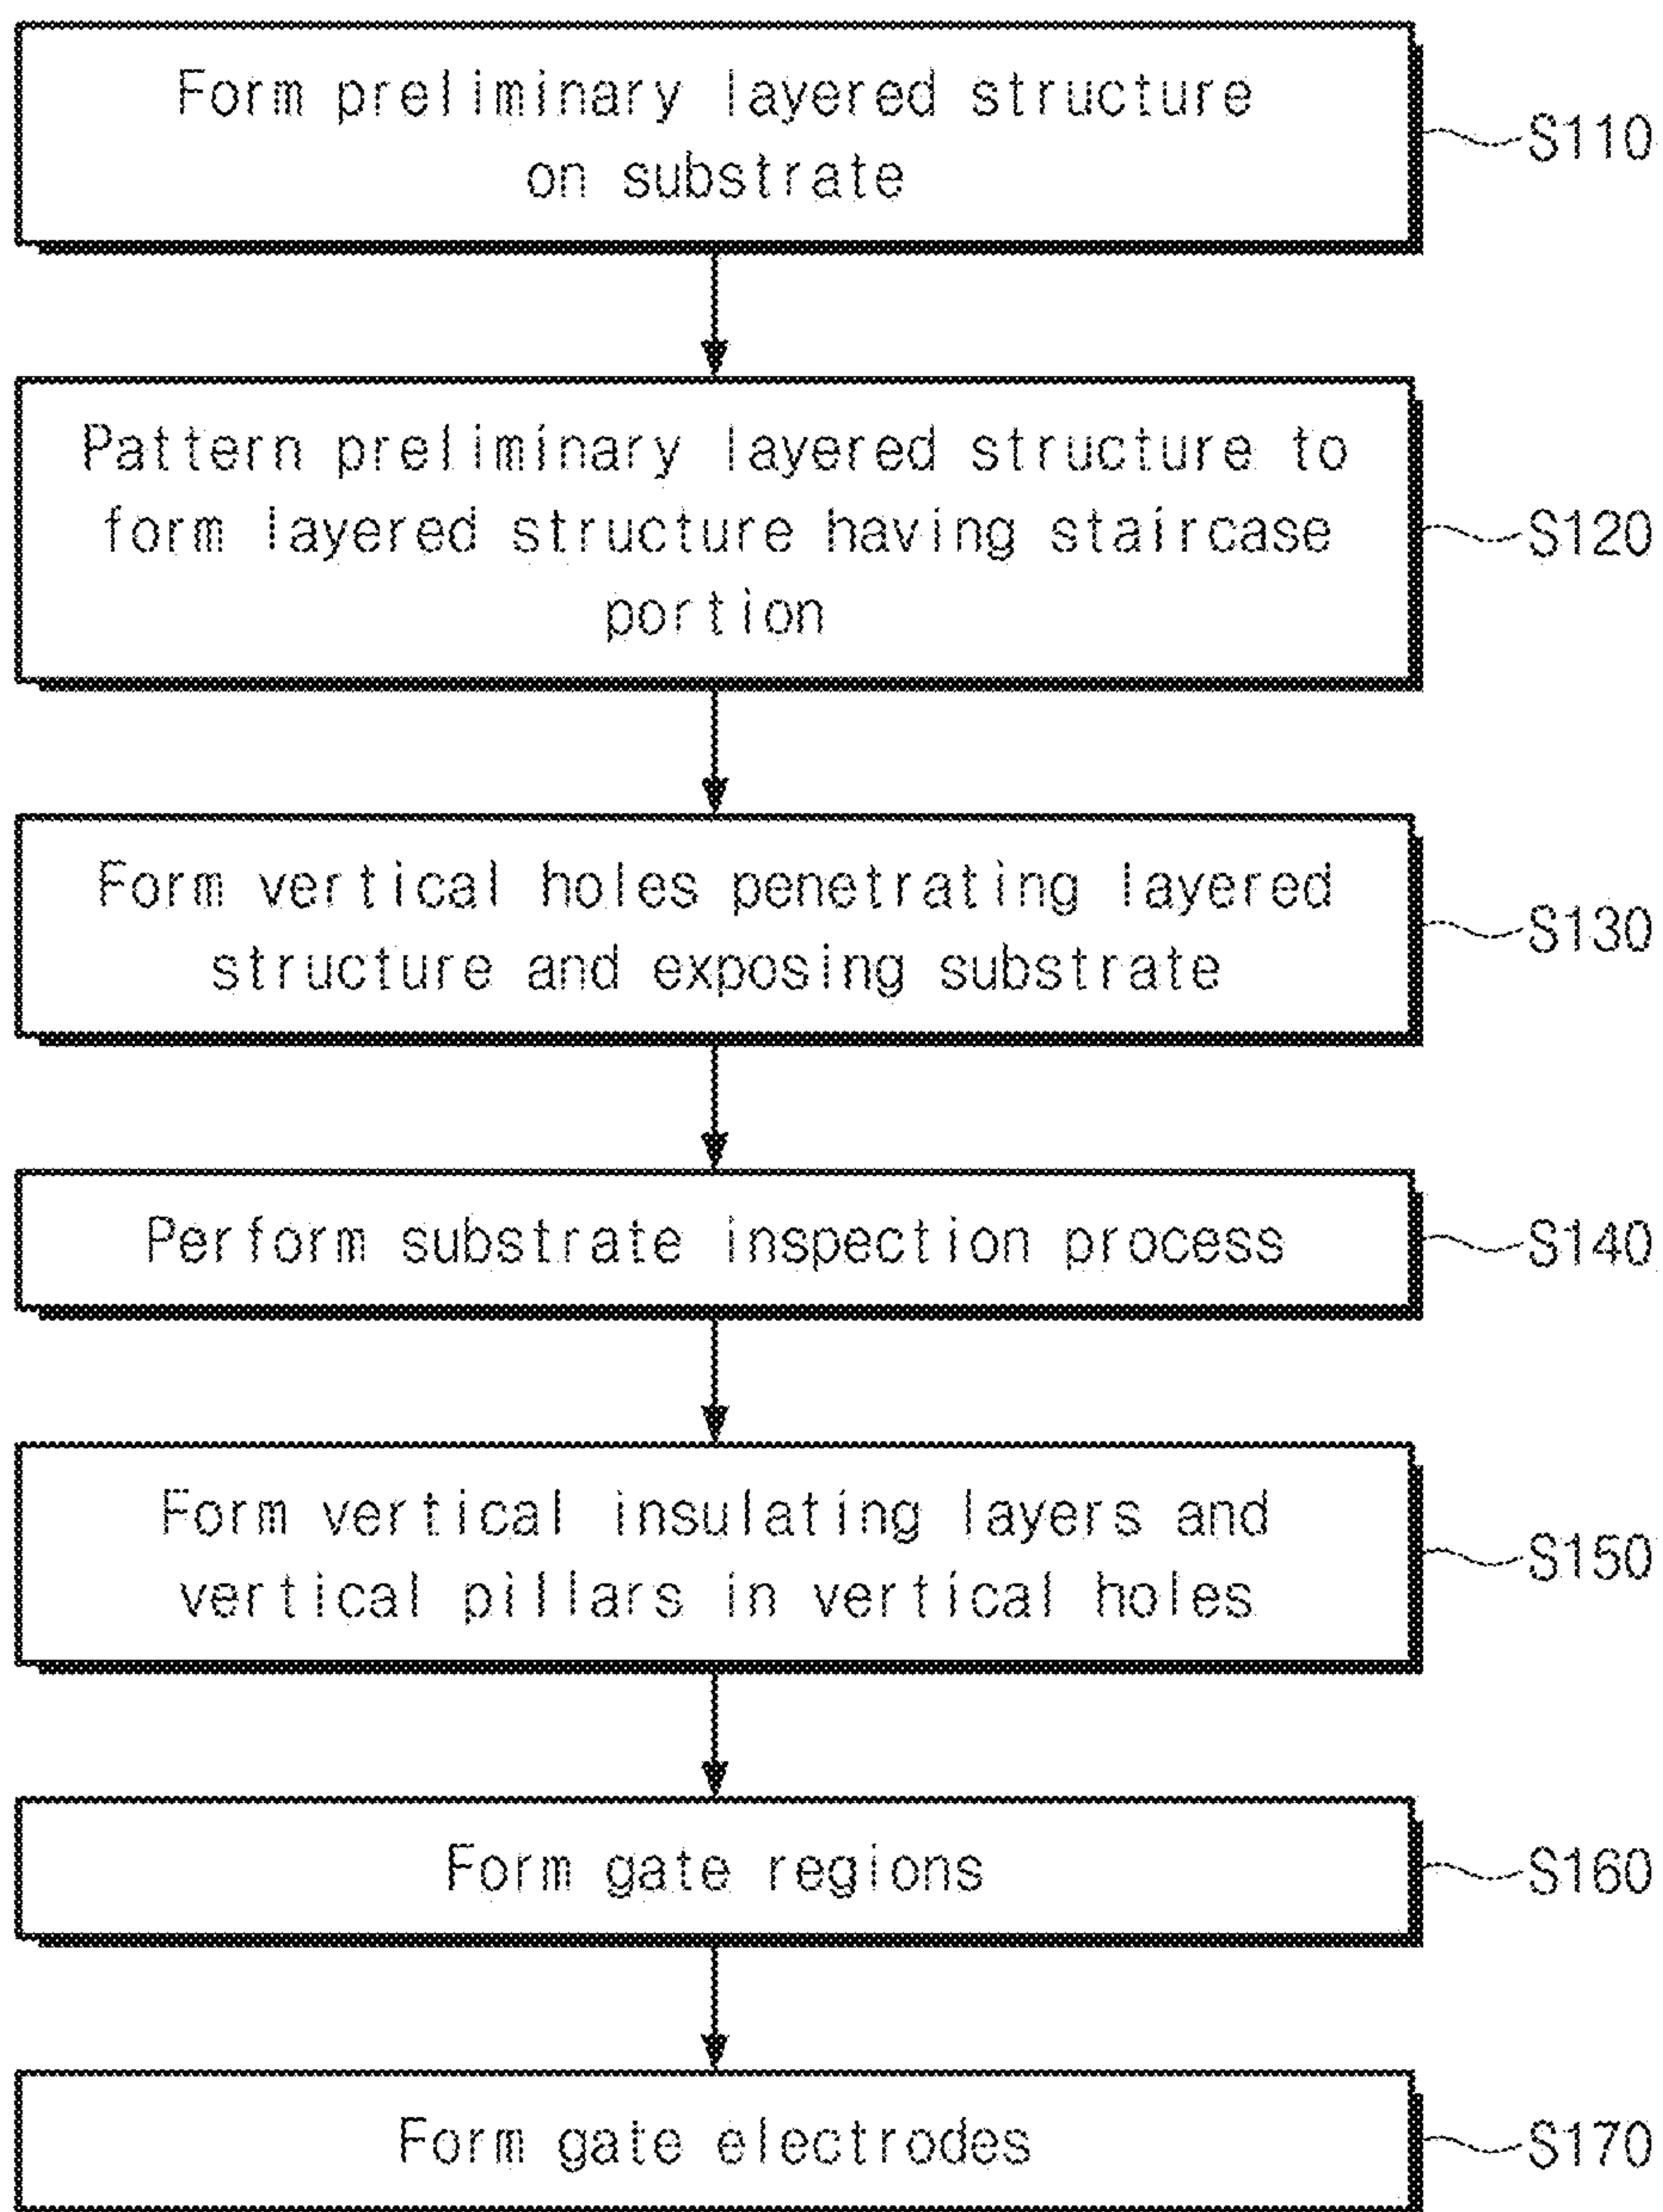 Form preliminary layered structure
on substrate
S110
Pattern preliminary layered structure to
form layered structure having staircase
portion
S120
Form vertical holes penetrating layered
structure and exposing substrate
S130
Perform substrate inspection process
S140
Form vertical insulating layers and
vertical pillars in vertical holes
S150
Form gate regions
S160
Form gate electrodes
S170